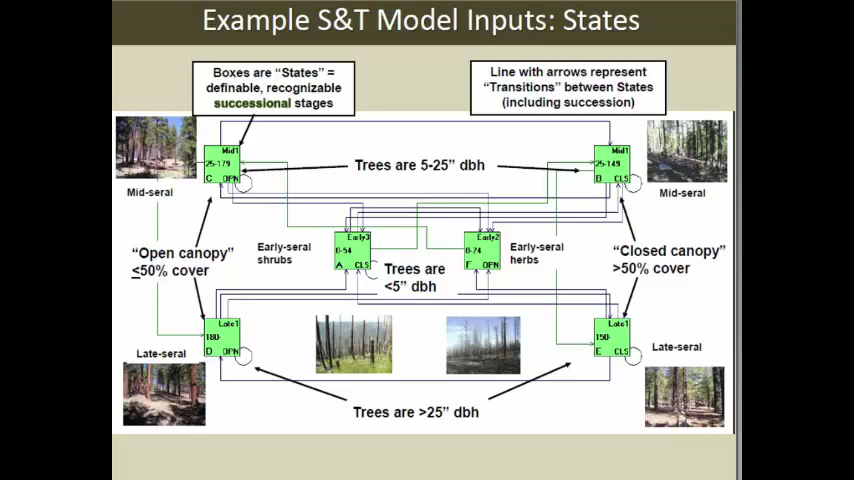 Example S&T Model Inputs: States
Boxes are “States” =
definable, recognizable
successional stages
Line with arrows represent
“Transitions” between States
(including succession)
Mid1
25-179
C OPN
Mid-seral
Trees are 5-25” dbh
Mid1
25-149
B CLS
Mid-seral
“Open canopy”
≤50% cover
Early-seral
shrubs
Early3
0-54
A CLS
Trees are
<5” dbh
Early2
0-24
F OPN
Early-seral
herbs
“Closed canopy”
>50% cover
Late1
180-
D OPN
Late-seral
Late1
150-
E CLS
Late-seral
Trees are >25” dbh